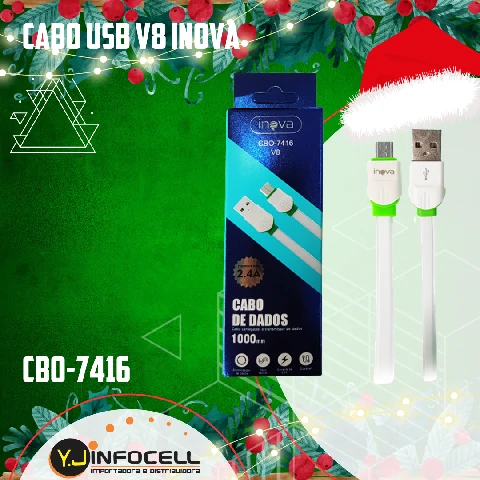 CABO USB V8 INOVA
inova
CBO-7416
V8
2.4A
CABO
DE DADOS
1000mm
inova
CBO-7416
Y.J INFOCELL
importadora e distribuidora